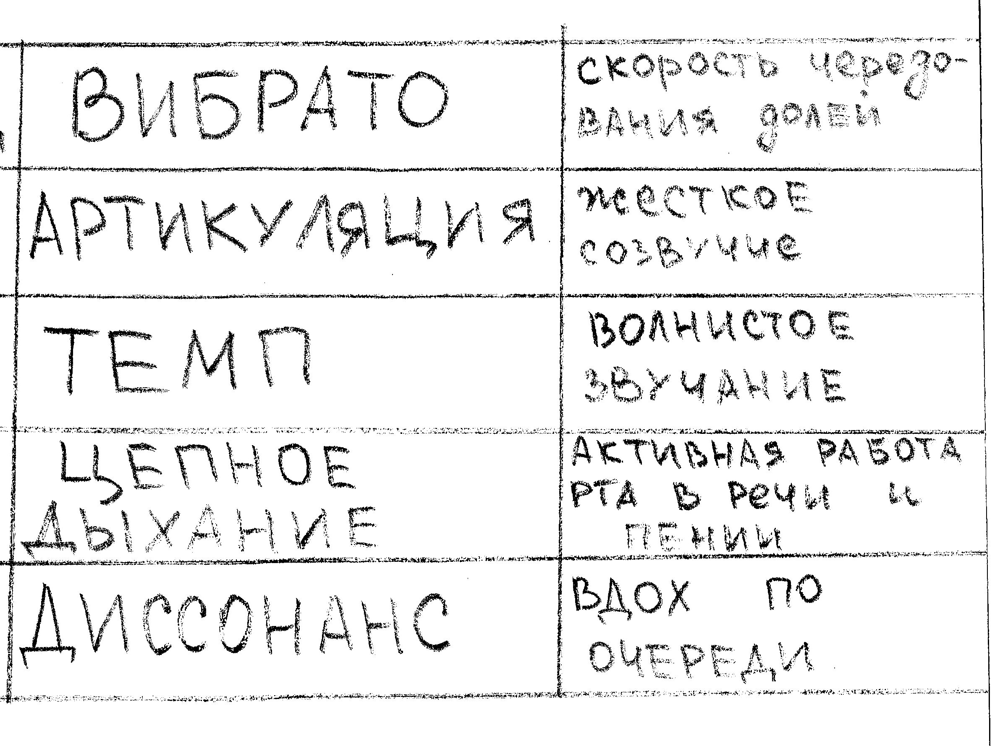 ВИБРАТО
скорость чередо-
вания долей
АРТИКУЛЯЦИЯ
жесткое
созвучие
ТЕМП
ВОЛНИСТОЕ
ЗВУЧАНИЕ
ЦЕПНОЕ
ДЫХАНИЕ
АКТИВНАЯ РАБОТА
РТА В РЕЧИ И
ПЕНИИ
ДИССОНАНС
ВДОХ ПО
ОЧЕРЕДИ